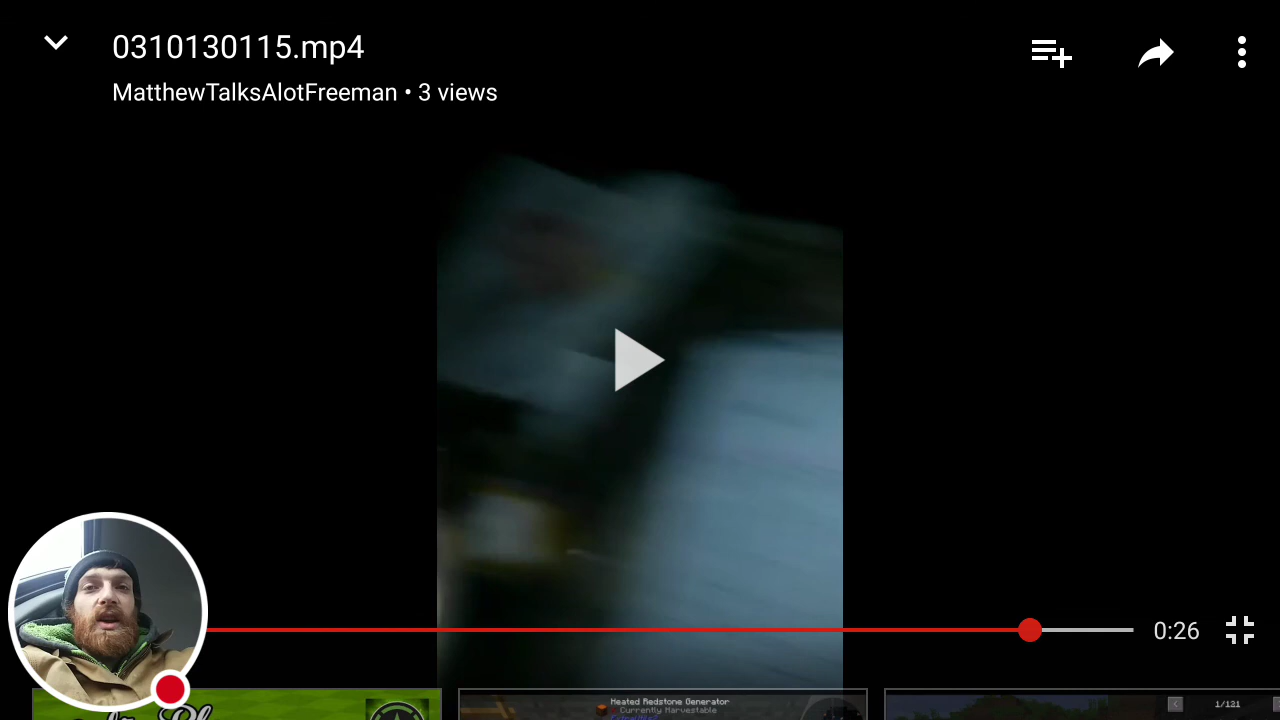 0310130115.mp4
MatthewTalksAlotFreeman • 3 views
0:26
Heated Redstone Generator
Currently Harvestable
1/121